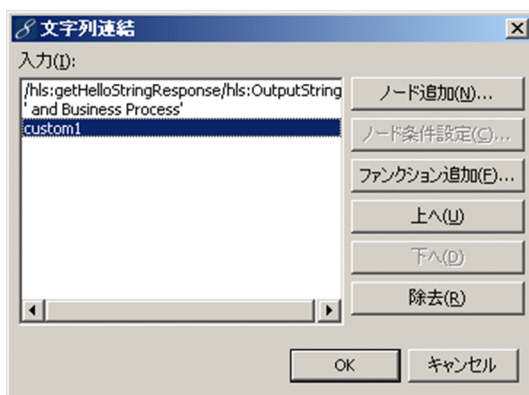 文字列連結
入力(I):
/hls:getHelloStringResponse/hls:OutputString
' and Business Process'
custom1
ノード追加(N)...
ノード条件設定(C)...
ファンクション追加(F)...
上へ(U)
下へ(D)
除去(R)
OK
キャンセル